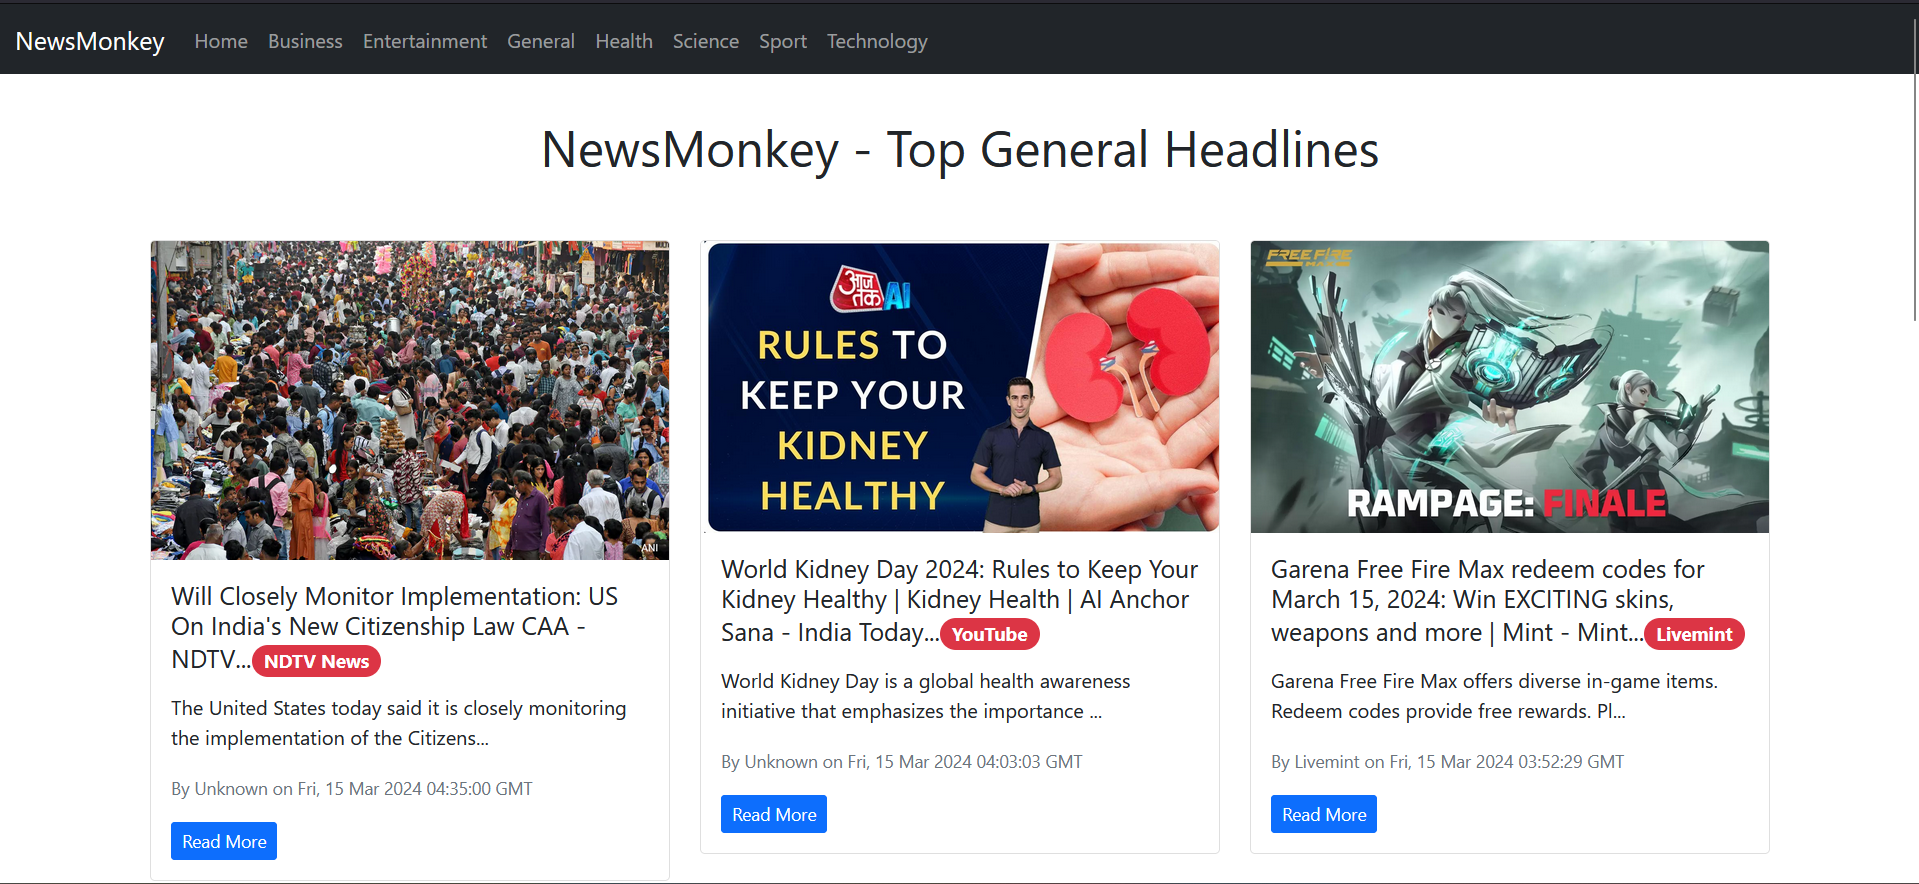 NewsMonkey Home Business Entertainment General Health Science Sport Technology
NewsMonkey - Top General Headlines
ANI
Will Closely Monitor Implementation: US
On India's New Citizenship Law CAA -
NDTV...NDTV News
The United States today said it is closely monitoring
the implementation of the Citizens...
By Unknown on Fri, 15 Mar 2024 04:35:00 GMT
Read More
आज
तक AI
RULES TO
KEEP YOUR
KIDNEY
HEALTHY
World Kidney Day 2024: Rules to Keep Your
Kidney Healthy | Kidney Health | AI Anchor
Sana - India Today...YouTube
World Kidney Day is a global health awareness
initiative that emphasizes the importance ...
By Unknown on Fri, 15 Mar 2024 04:03:03 GMT
Read More
FREE FIRE
MAX
RAMPAGE: FINALE
Garena Free Fire Max redeem codes for
March 15, 2024: Win EXCITING skins,
weapons and more | Mint - Mint...Livemint
Garena Free Fire Max offers diverse in-game items.
Redeem codes provide free rewards. Pl...
By Livemint on Fri, 15 Mar 2024 03:52:29 GMT
Read More